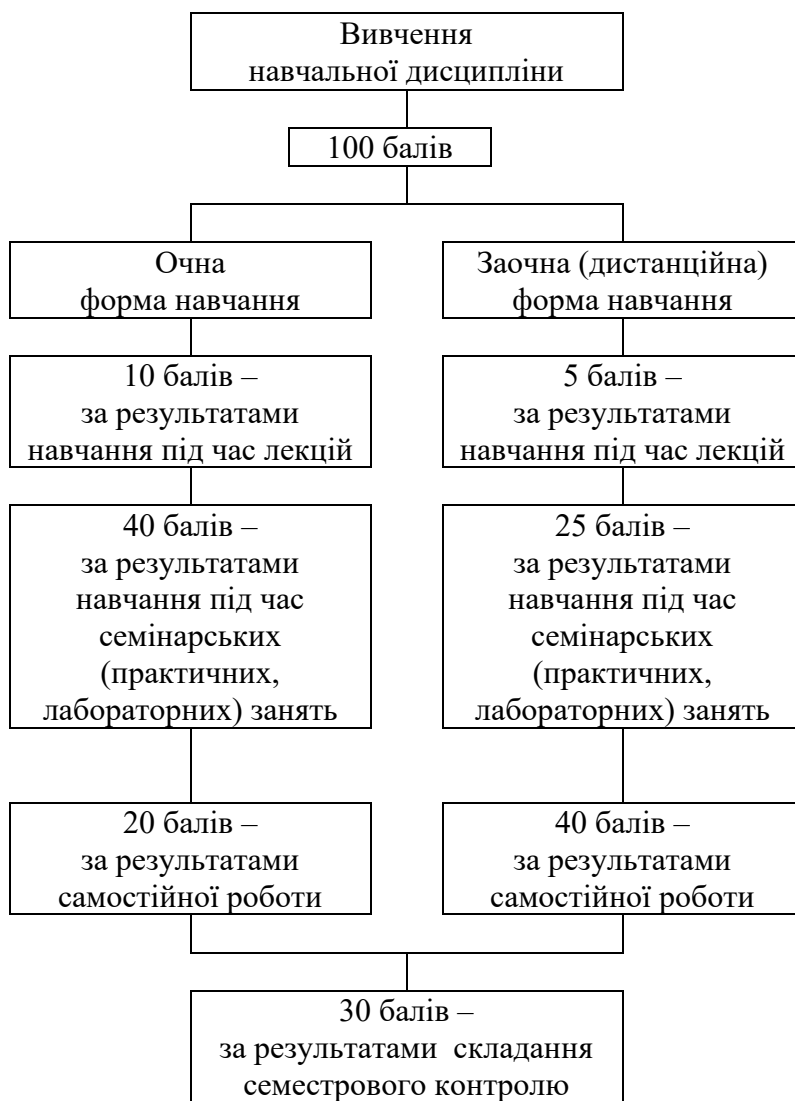 Вивчення
навчальної дисципліни
100 балів
Очна
форма навчання
Заочна (дистанційна)
форма навчання
10 балів –
за результатами
навчання під час лекцій
5 балів –
за результатами
навчання під час лекцій
40 балів –
за результатами
навчання під час
семінарських
(практичних,
лабораторних) занять
25 балів –
за результатами
навчання під час
семінарських
(практичних,
лабораторних) занять
20 балів –
за результатами
самостійної роботи
40 балів –
за результатами
самостійної роботи
30 балів –
за результатами складання
семестрового контролю